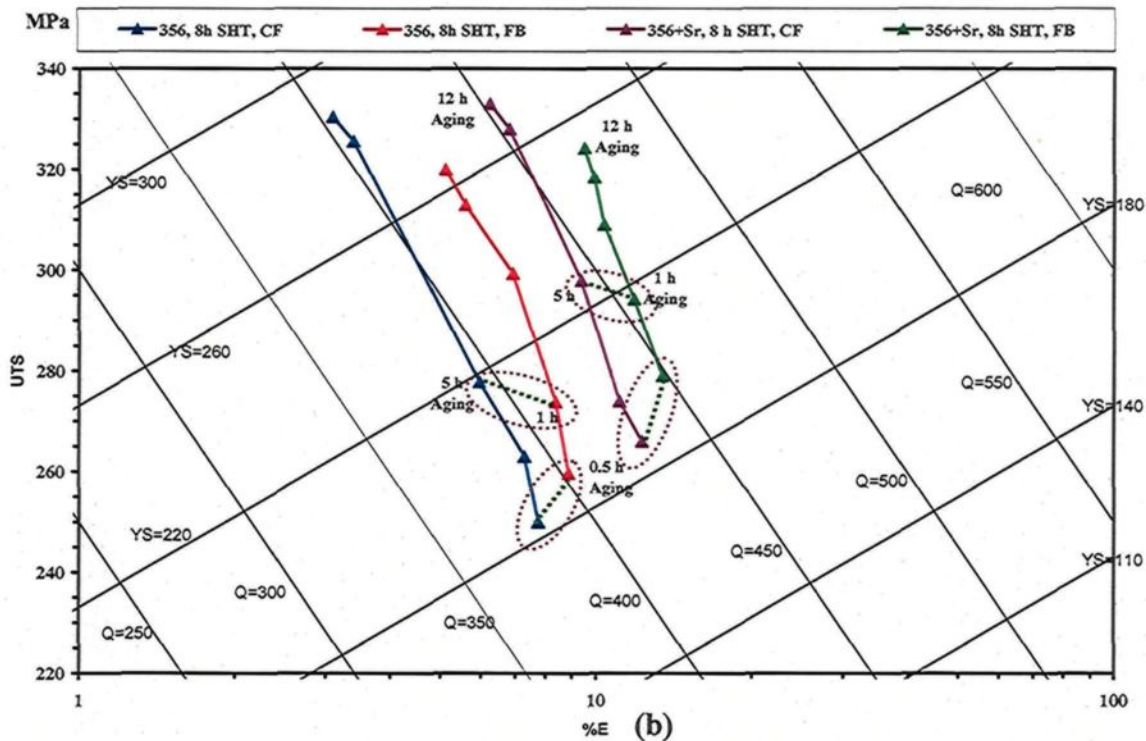 MPa
356, 8h SHT, CF 356, 8h SHT, FB 356+Sr, 8 h SHT, CF 356+Sr, 8h SHT, FB
340
12 h
Aging
12 h
Aging
320
YS=300
Q=600
YS=180
300
1 h
Aging
5 h
UTS
280
YS=260
Q=550
5 h
Aging
1 h
YS=140
260
0.5 h
Aging
Q=500
YS=220
Q=450
YS=110
240
Q=300
Q=400
Q=350
Q=250
220
1 10 100
%E
(b)